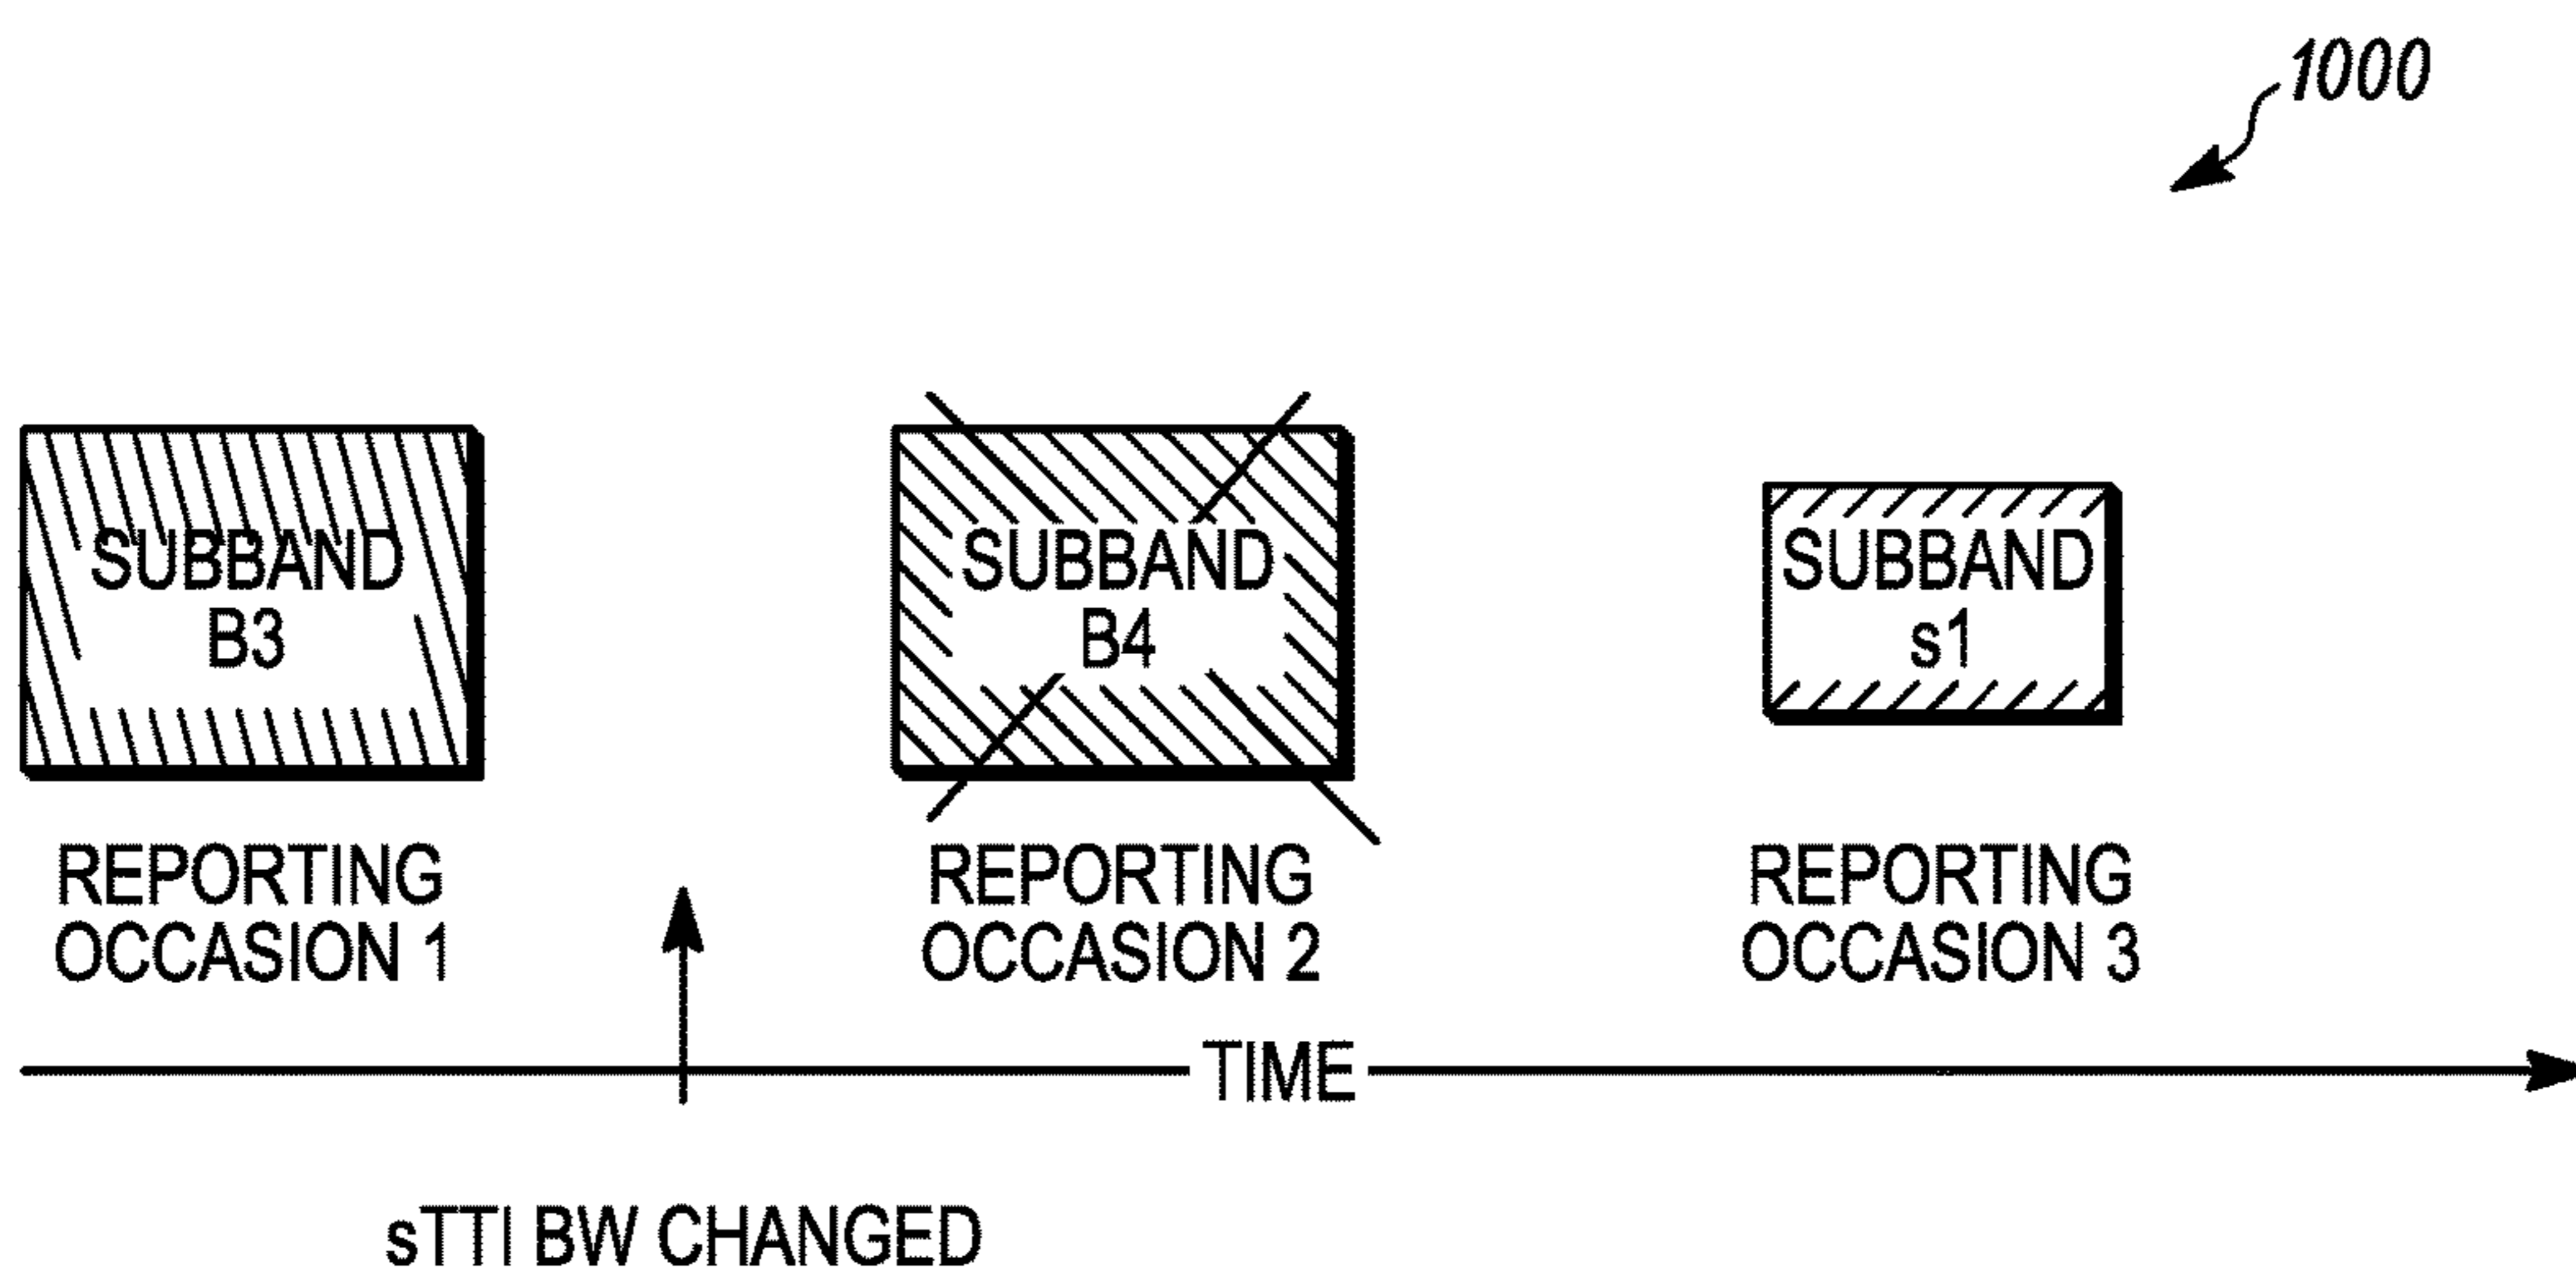 1000
SUBBAND
B3
SUBBAND
B4
SUBBAND
s1
REPORTING
OCCASION 1
REPORTING
OCCASION 2
REPORTING
OCCASION 3
TIME
sTTI BW CHANGED